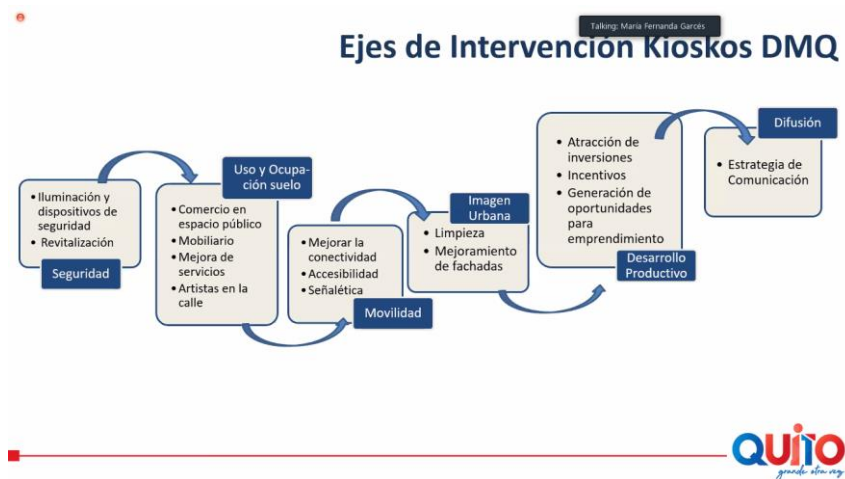 Talking: María Fernanda Garcés
Ejes de Intervención Kioskos DMQ
•Iluminación y
dispositivos de
seguridad
• Revitalización
Seguridad
Uso y Ocupa-
ción suelo
•Comercio en
espacio público
•Mobiliario
•Mejora de
servicios
•Artistas en la
calle
•Mejorar la
conectividad
•Accesibilidad
•Señalética
Movilidad
Imagen
Urbana
• Limpieza
• Mejoramiento
de fachadas
• Atracción de
inversiones
• Incentivos
• Generación de
oportunidades
para
emprendimiento
Desarrollo
Productivo
Difusión
• Estrategia de
Comunicación
QUITO
grande otra vez